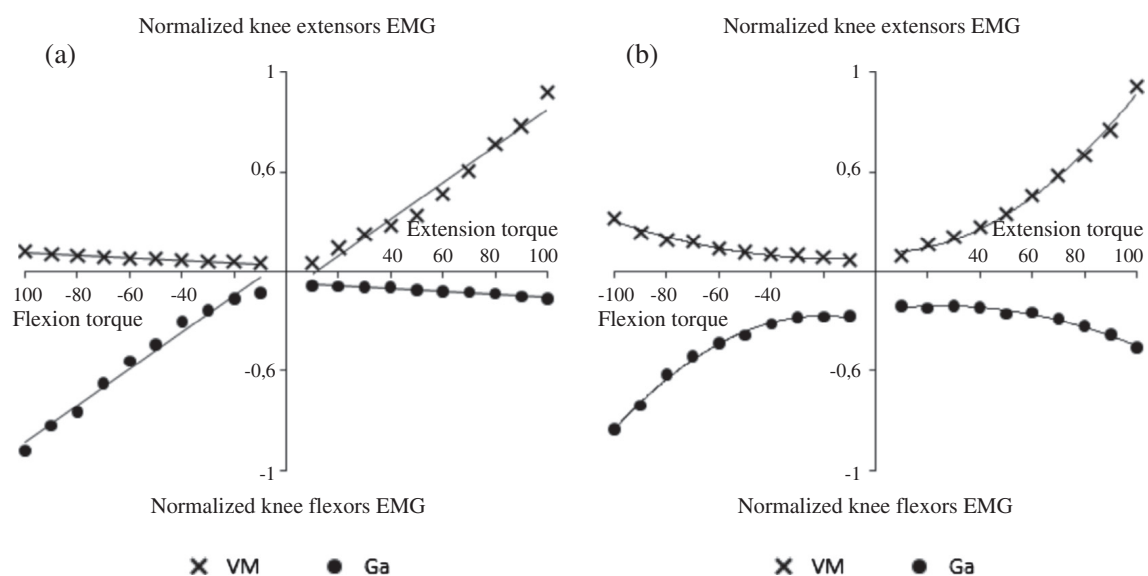 Normalized knee extensors EMG
Normalized knee extensors EMG
(a)
(b)
1
1
0,6
0,6
Extension torque
Extension torque
100 -80 -60 -40
40 60 80 100
-100 -80 -60 -40
40 60 80 100
Flexion torque
Flexion torque
-0,6
-0,6
-1
-1
Normalized knee flexors EMG
Normalized knee flexors EMG
VM Ga
VM Ga